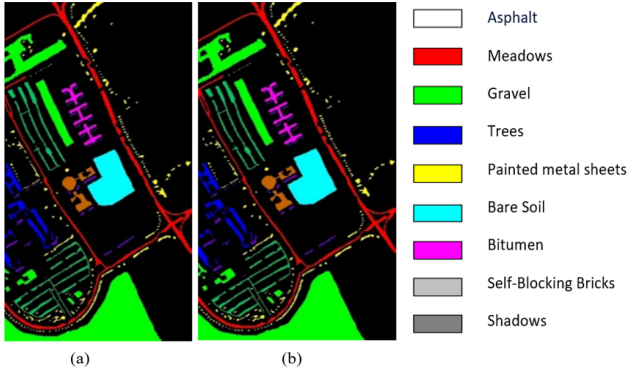 Asphalt
Meadows
Gravel
Trees
Painted metal sheets
Bare Soil
Bitumen
Self-Blocking Bricks
Shadows
(a) (b)